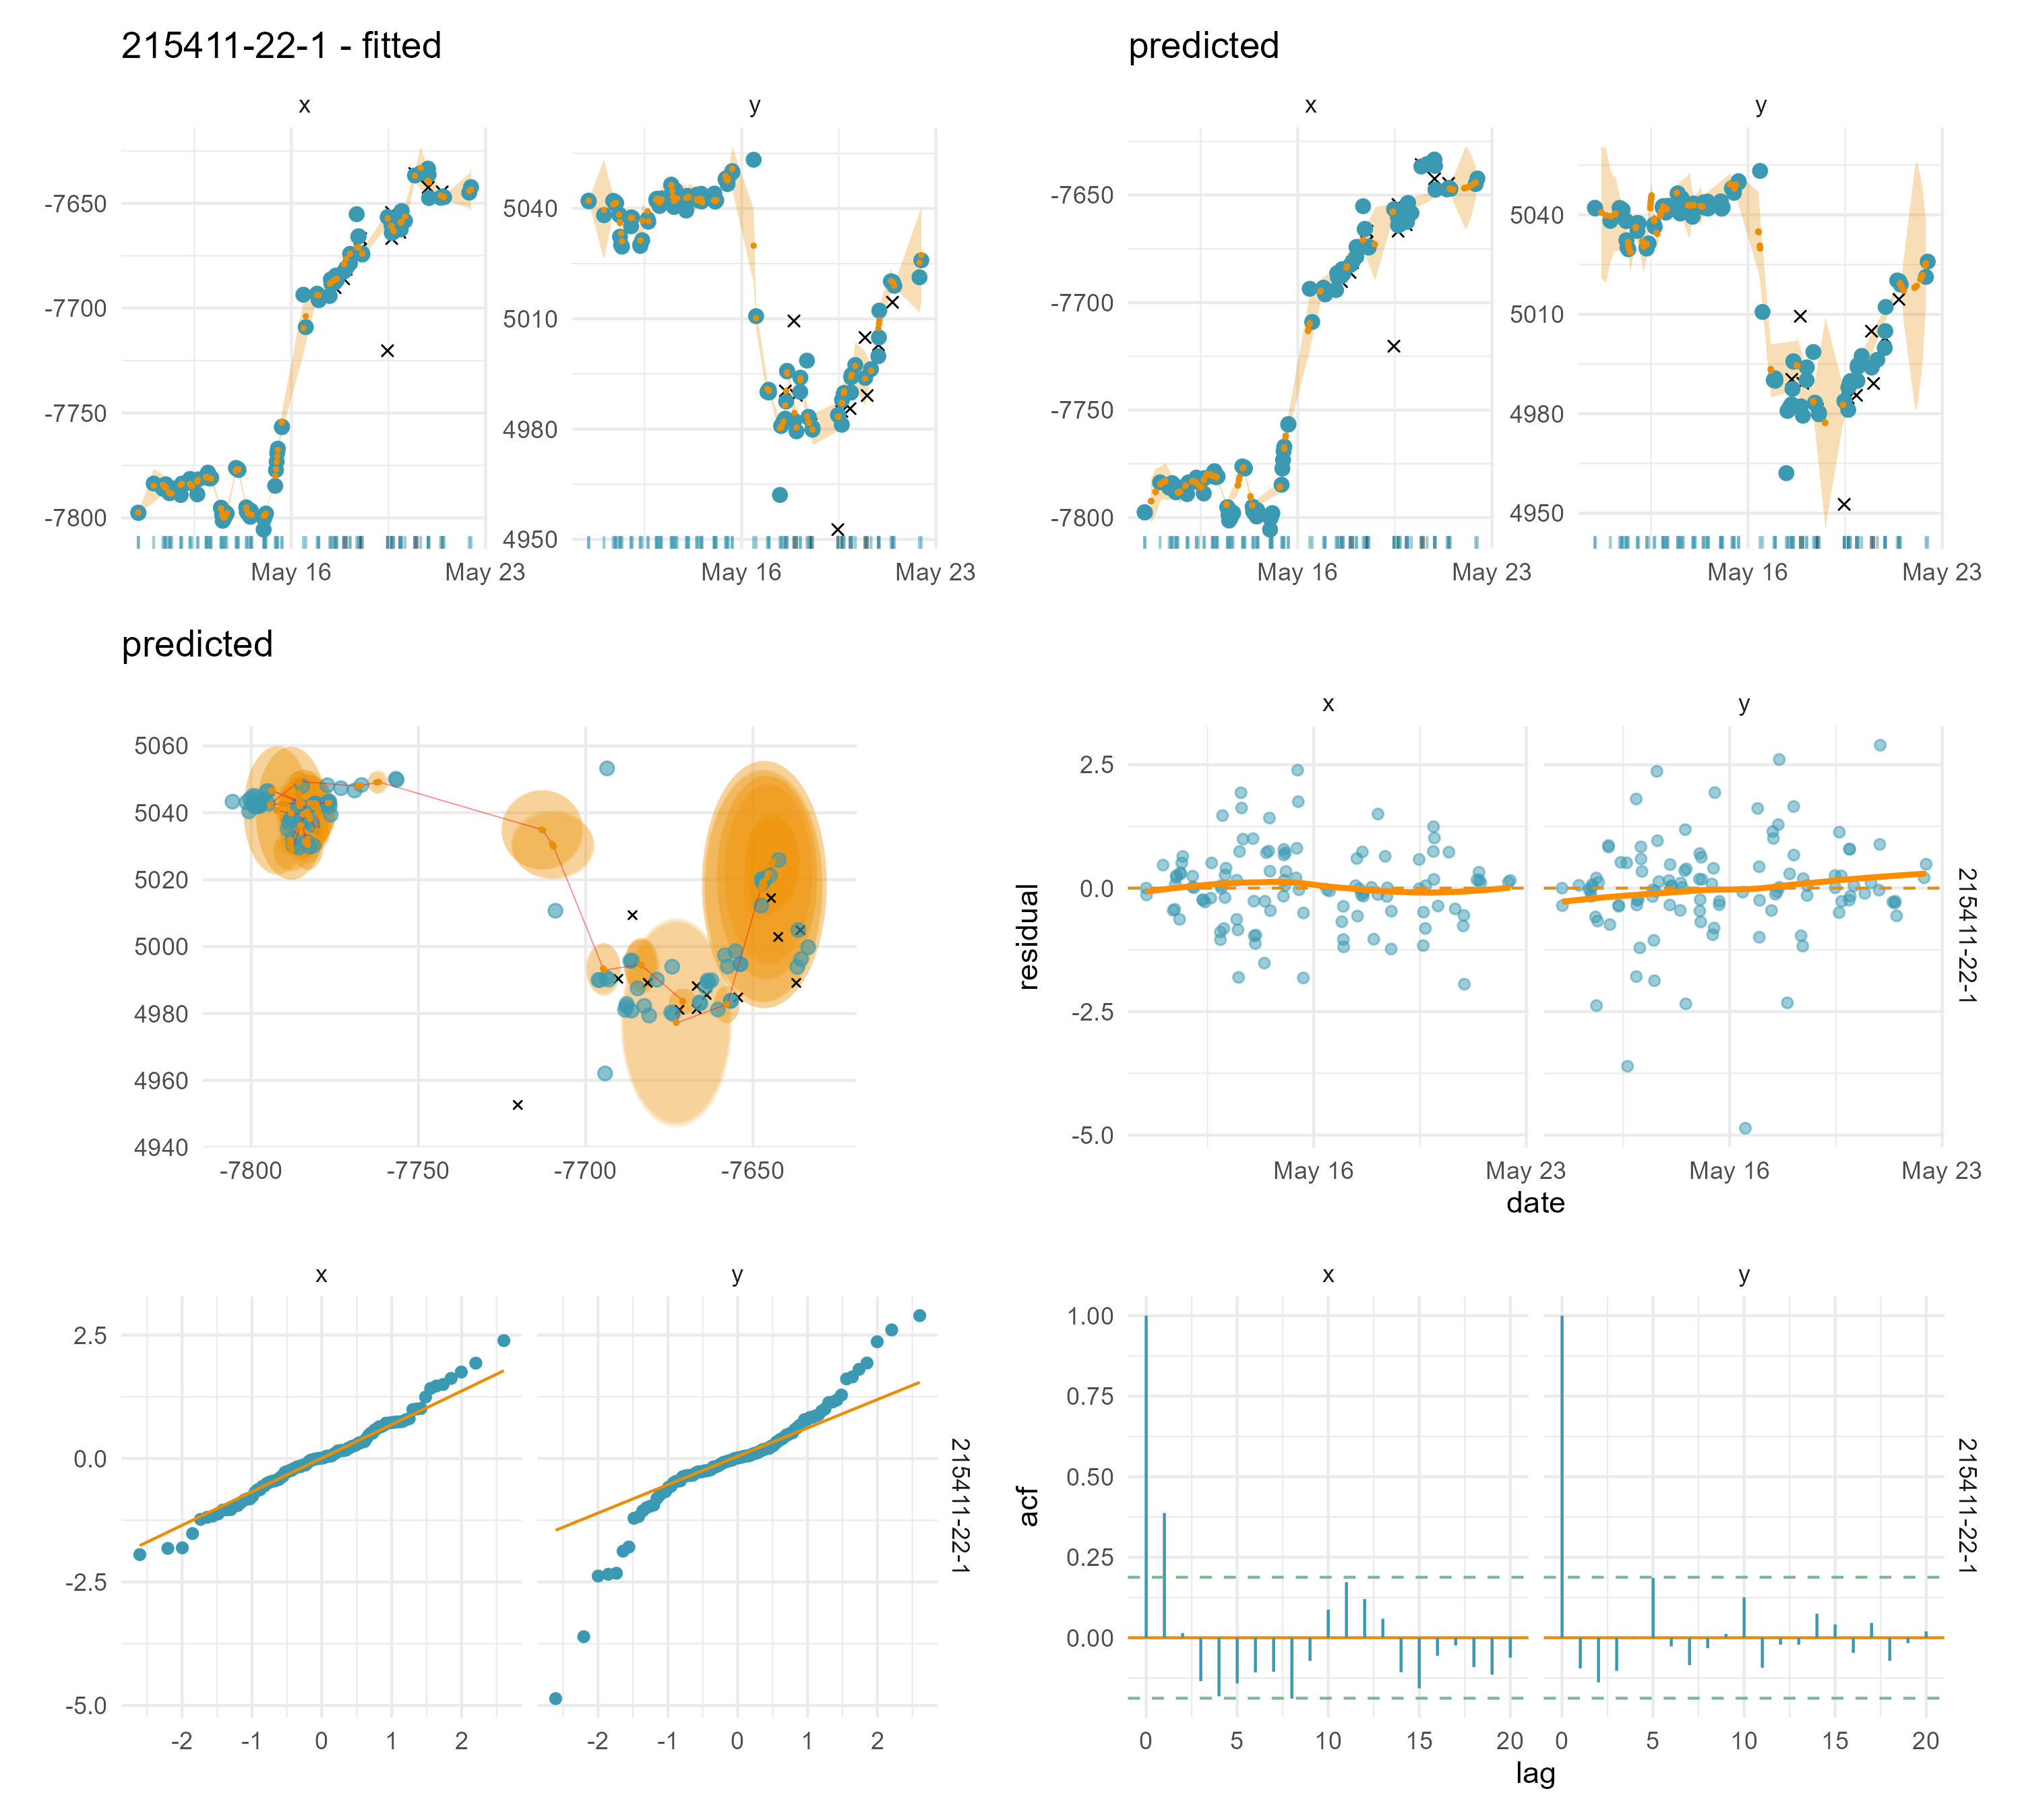 215411-22-1 - fitted
predicted
x
y
x
y
-7650
-7700
-7750
-7800
5040
5010
4980
4950
-7650
-7700
-7750
-7800
5040
5010
4980
4950
May 16
May 23
May 16
May 23
May 16
May 23
May 16
May 23
predicted
5060
5040
5020
5000
4980
4960
4940
-7800
-7750
-7700
-7650
x
y
residual
2.5
0.0
-2.5
-5.0
215411-22-1
May 16
May 23
May 16
May 23
date
x
y
2.5
0.0
-2.5
-5.0
215411-22-1
-2
-1
0
1
2
-2
-1
0
1
2
x
y
acf
1.00
0.75
0.50
0.25
0.00
215411-22-1
0
5
10
15
20
0
5
10
15
20
lag